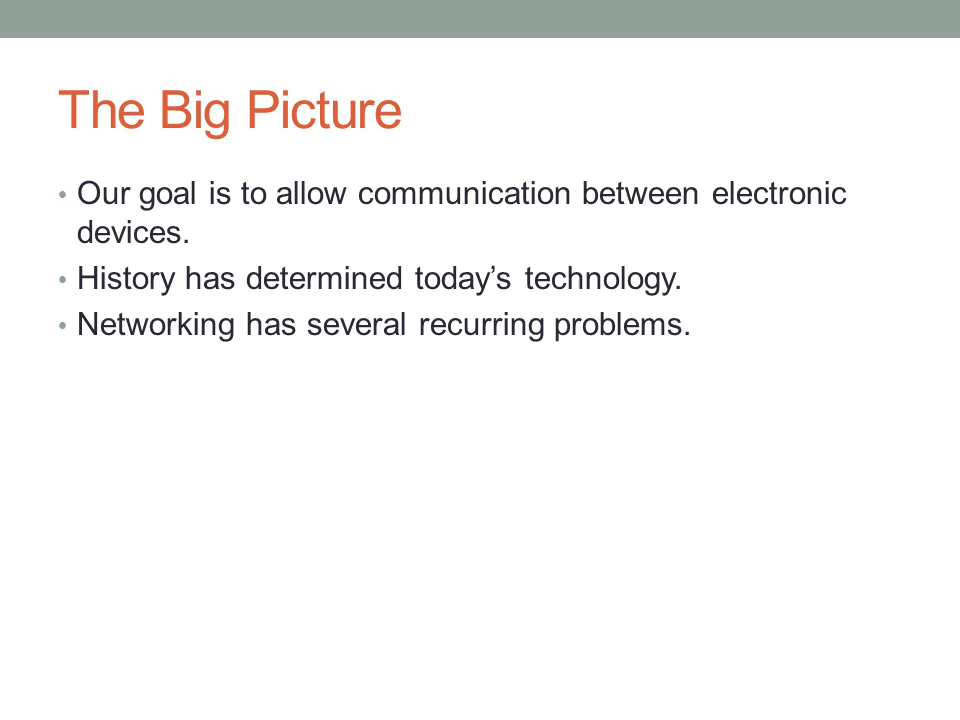 The Big Picture
• Our goal is to allow communication between electronic
devices.
• History has determined today’s technology.
• Networking has several recurring problems.